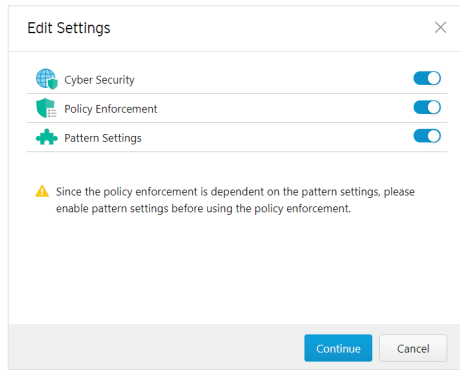 Edit Settings
Cyber Security
Policy Enforcement
Pattern Settings
Since the policy enforcement is dependent on the pattern settings, please
enable pattern settings before using the policy enforcement.
Continue Cancel